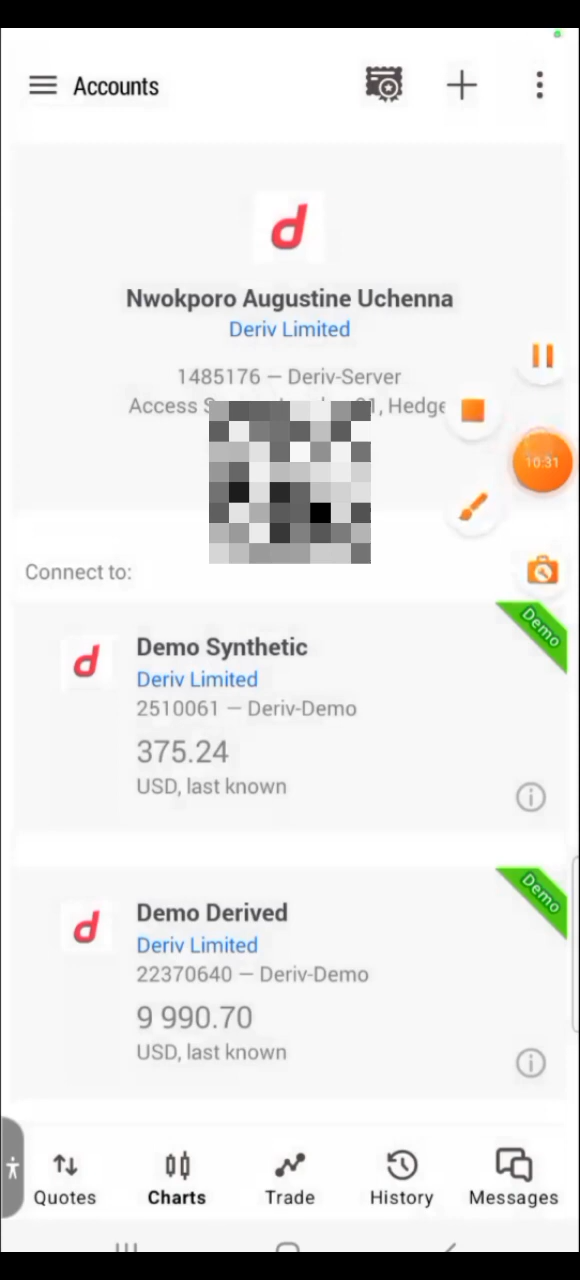 Accounts
Nwokporo Augustine Uchenna
Deriv Limited
1485176 — Deriv-Server
Access Hedge
10:31
Connect to:
Demo
Demo Synthetic
Deriv Limited
2510061 — Deriv-Demo
375.24
USD, last known
Demo
Demo Derived
Deriv Limited
22370640 — Deriv-Demo
9 990.70
USD, last known
Quotes
Charts
Trade
History
Messages